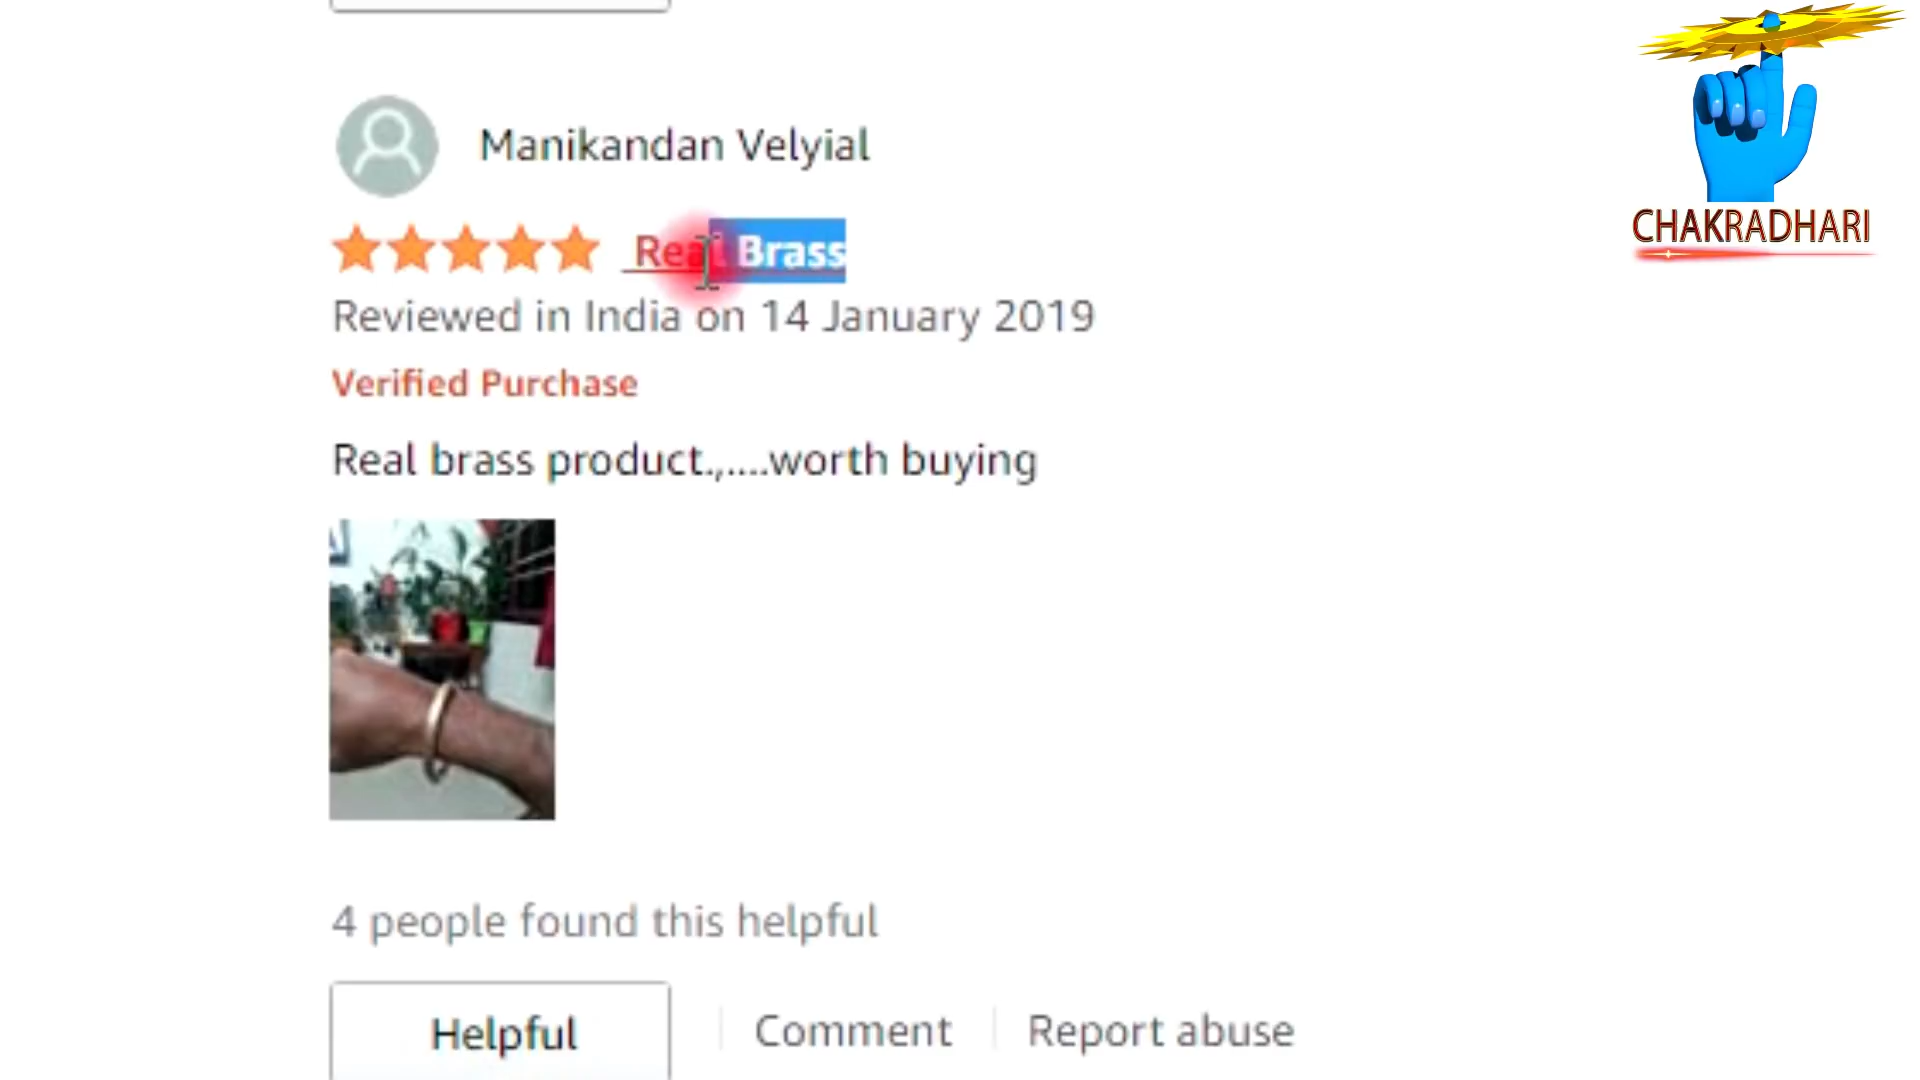 Manikandan Velyial
Real Brass
Reviewed in India on 14 January 2019
Verified Purchase
Real brass product.,....worth buying
4 people found this helpful
Helpful
Comment
Report abuse
CHAKRADHARI